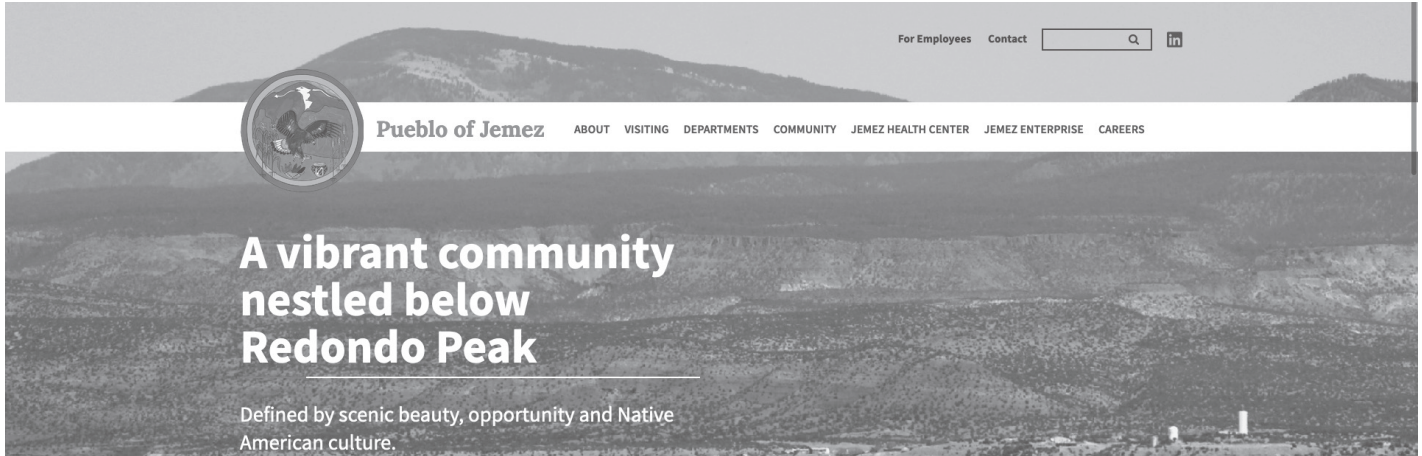 For Employees Contact
Pueblo of Jemez ABOUT VISITING DEPARTMENTS COMMUNITY JEMEZ HEALTH CENTER JEMEZ ENTERPRISE CAREERS
A vibrant community
nestled below
Redondo Peak
Defined by scenic beauty, opportunity and Native
American culture.